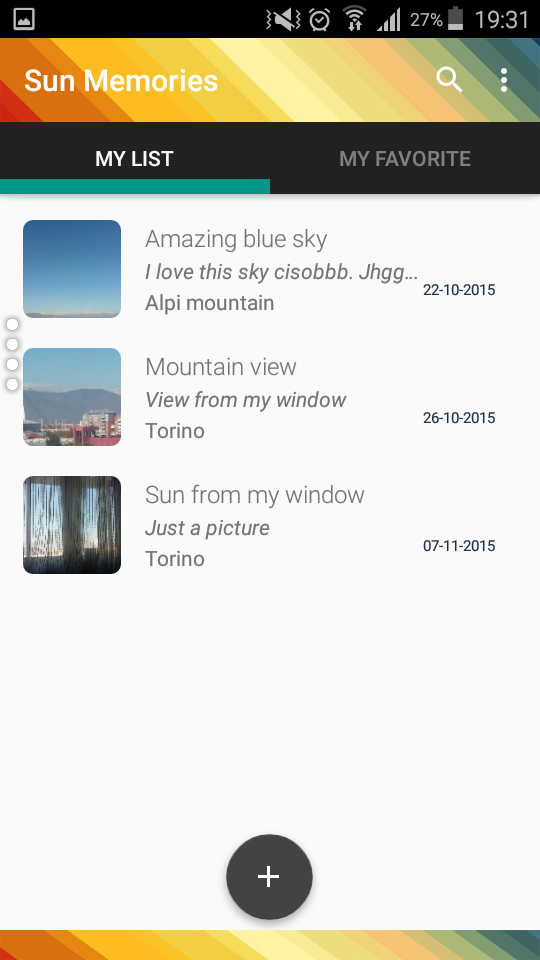 27% 19:31
Sun Memories
MY LIST MY FAVORITE
Amazing blue sky
I love this sky cisobbb. Jhgg...
22-10-2015
Alpi mountain
Mountain view
View from my window
26-10-2015
Torino
Sun from my window
Just a picture
07-11-2015
Torino